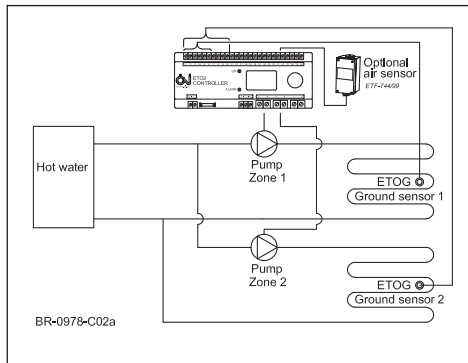 OJ
ETO2
CONTROLLER
ON
ALARM
Optional
air sensor
ETF-744/99
Hot water
Pump
Zone 1
ETOG
Ground sensor 1
Pump
Zone 2
ETOG
Ground sensor 2
BR-0978-C02a